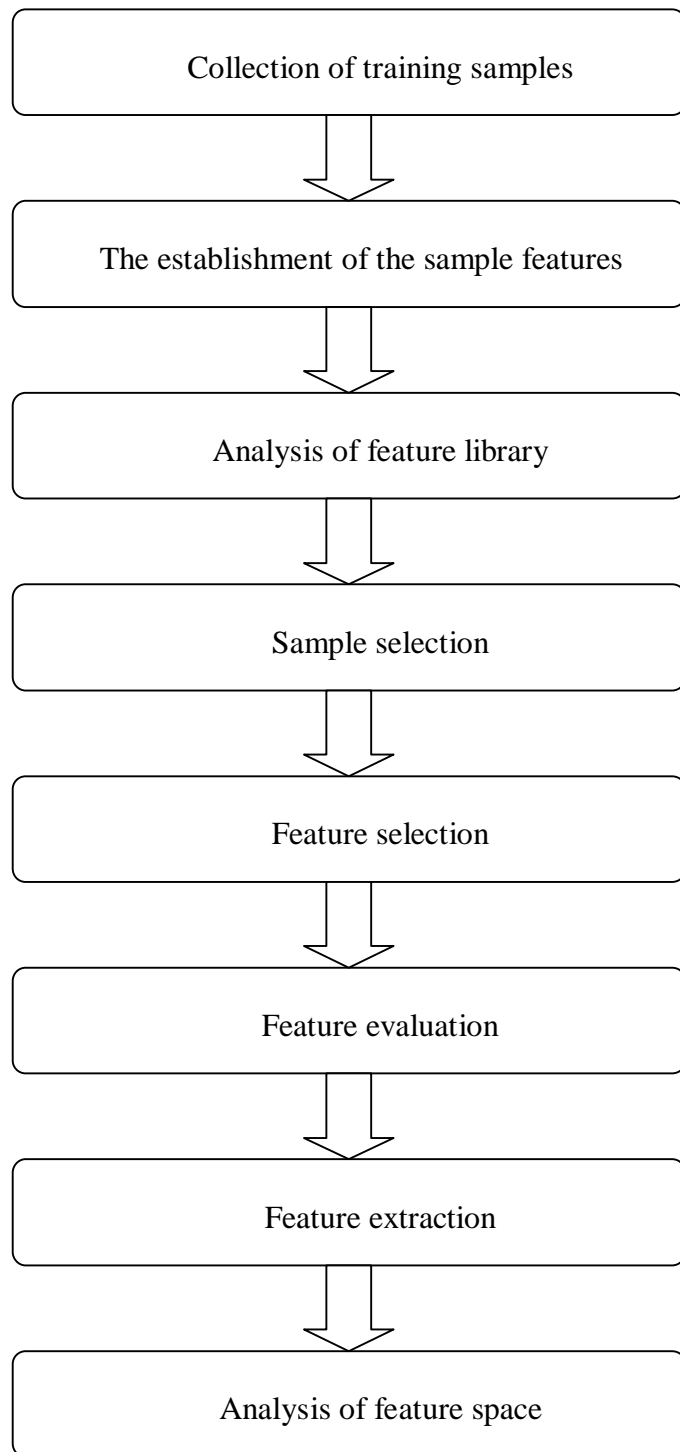 Collection of training samples
The establishment of the sample features
Analysis of feature library
Sample selection
Feature selection
Feature evaluation
Feature extraction
Analysis of feature space